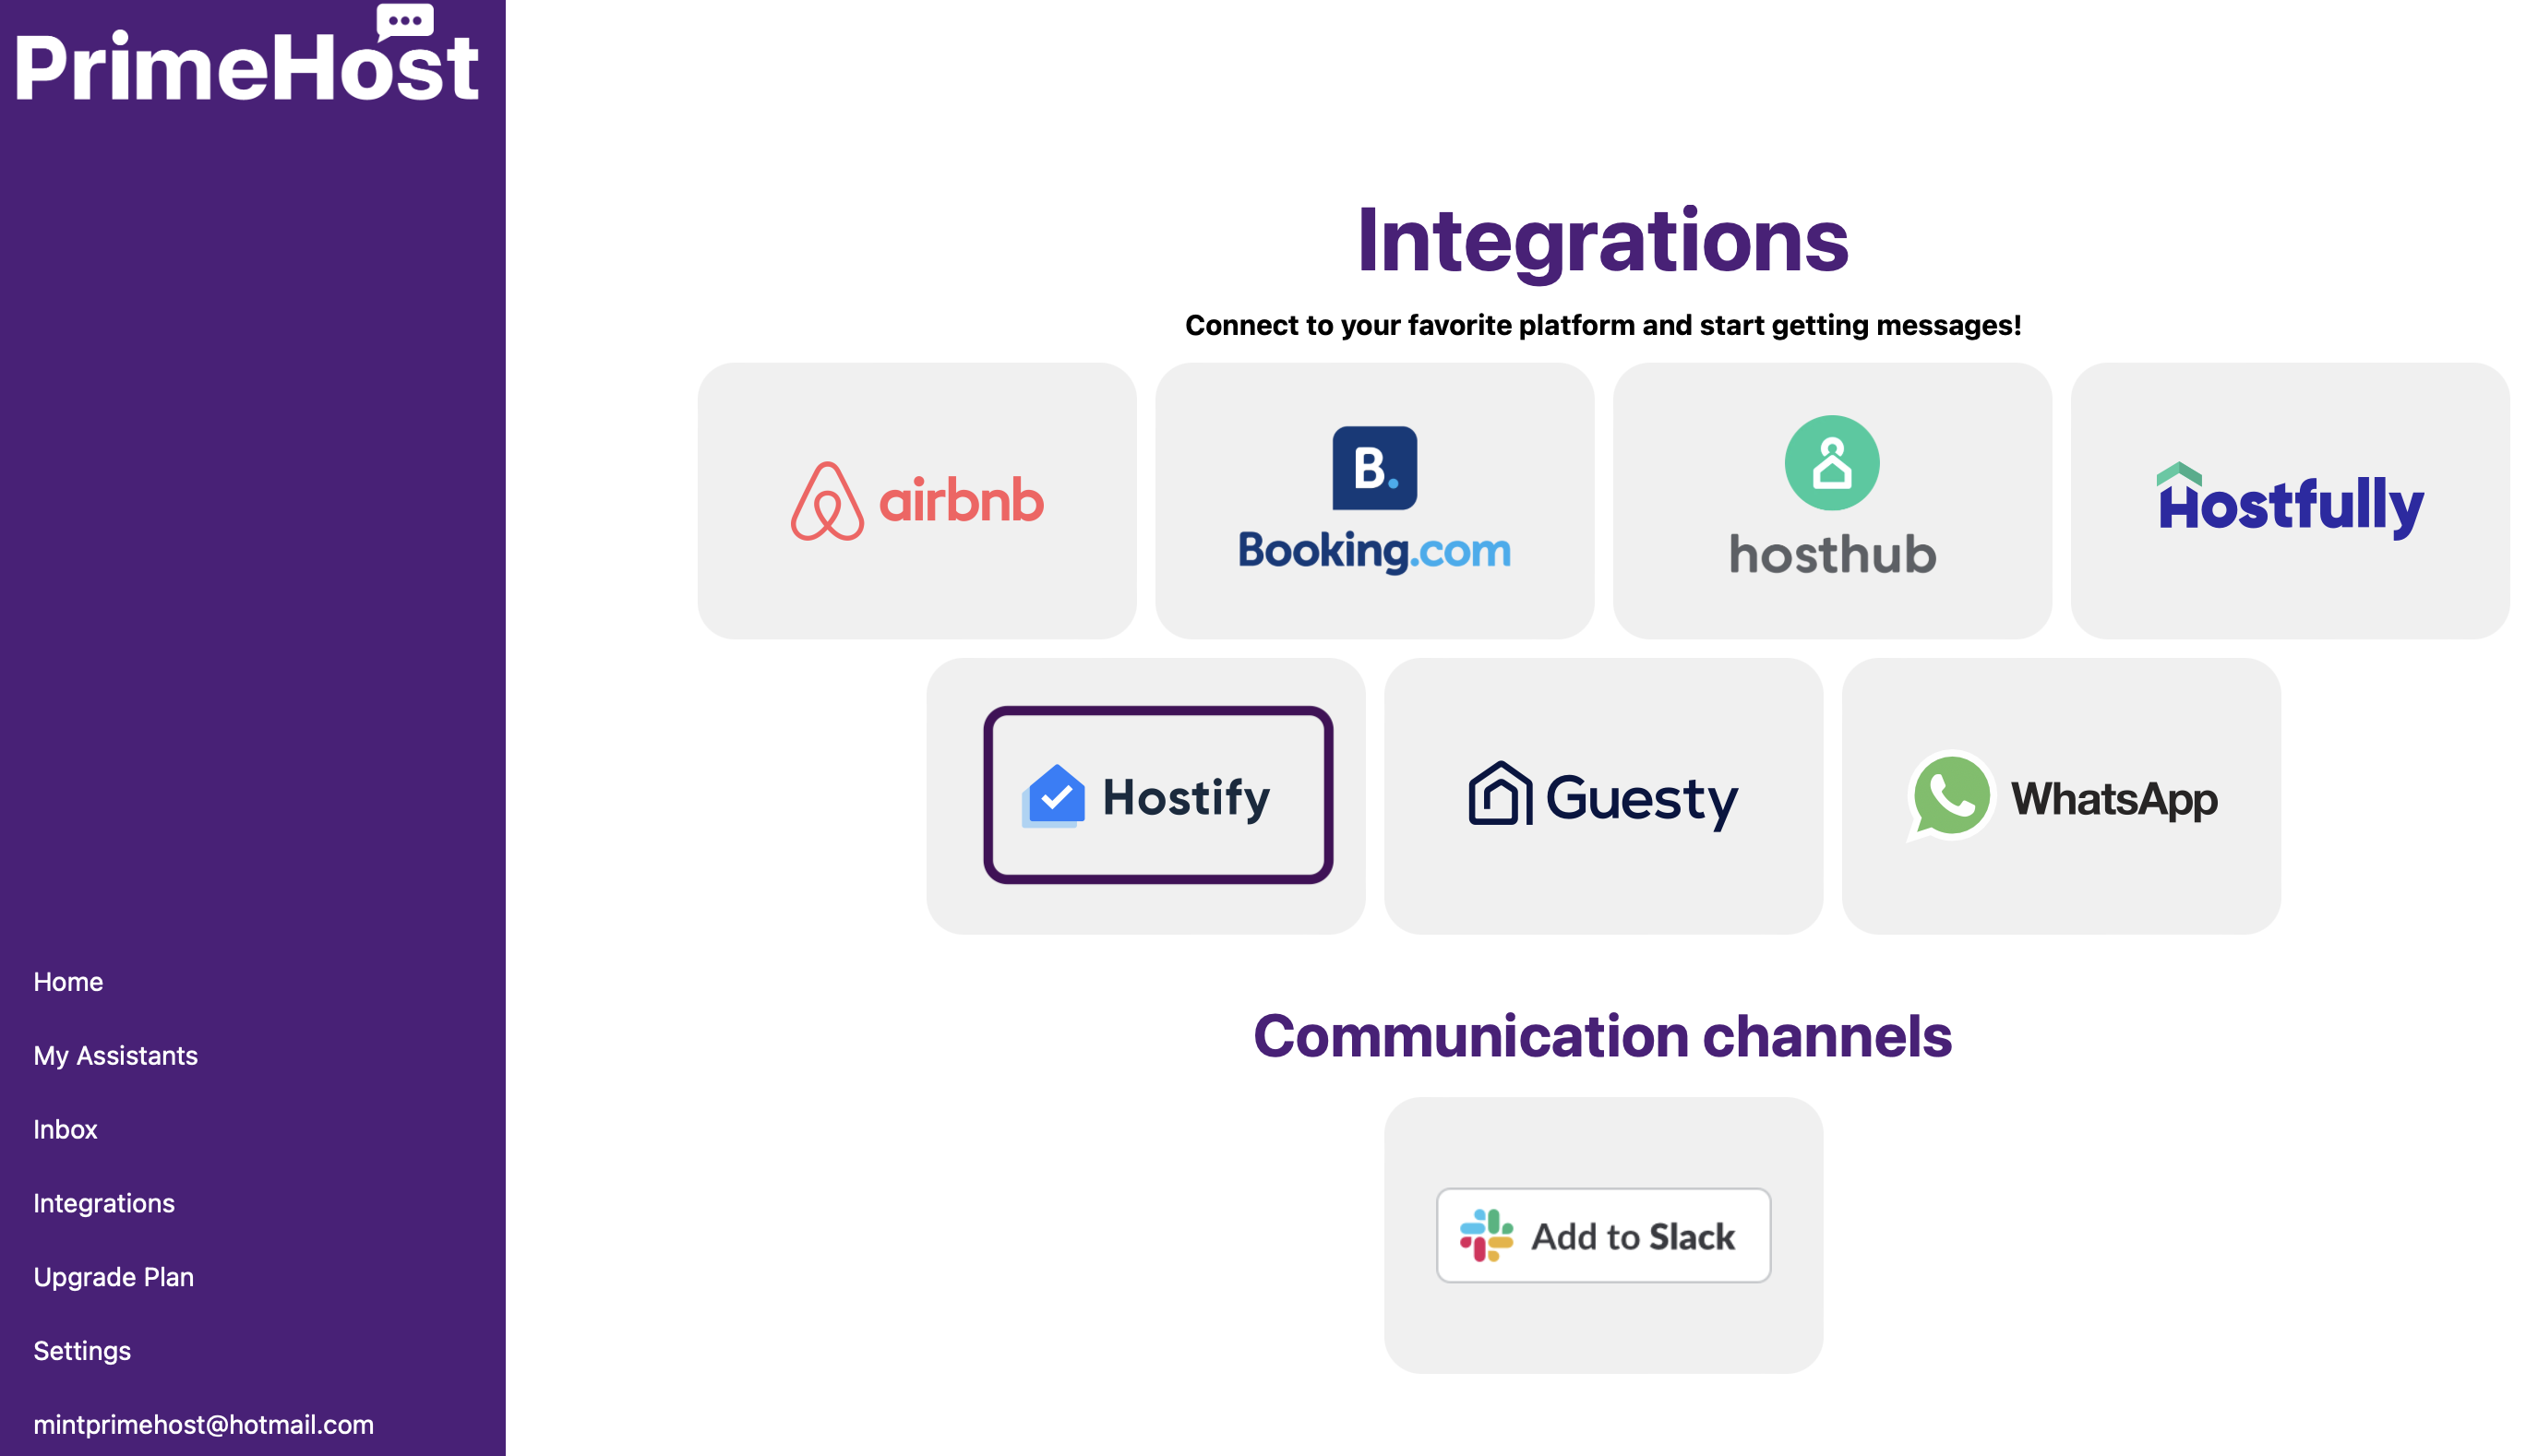 PrimeHost
Integrations
Connect to your favorite platform and start getting messages!
airbnb
B.
Booking.com
hosthub
Hostfully
Hostify
Guesty
WhatsApp
Communication channels
Add to Slack
Home
My Assistants
Inbox
Integrations
Upgrade Plan
Settings
mintprimehost@hotmail.com